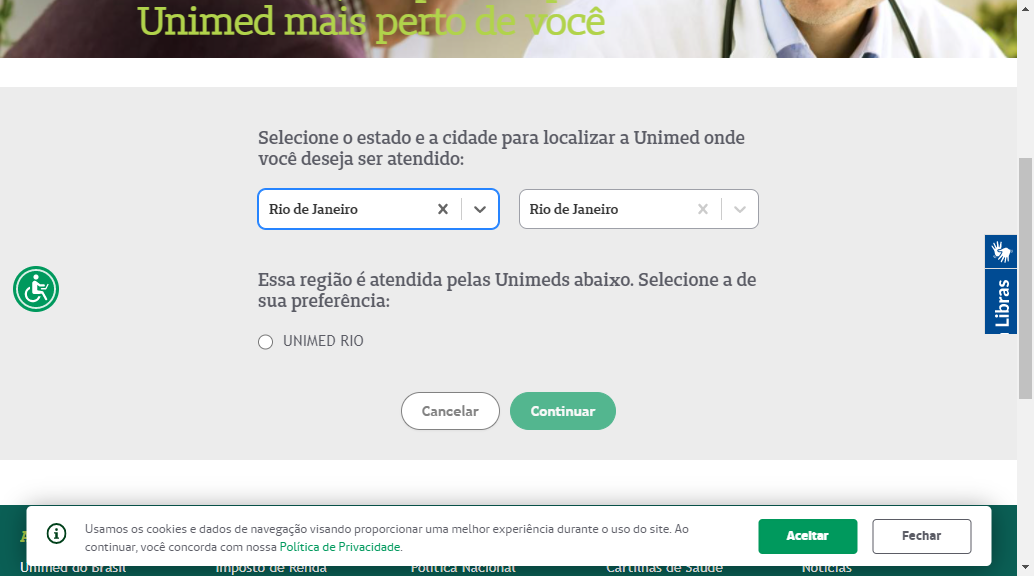 Unimed mais perto de você
Selecione o estado e a cidade para localizar a Unimed onde
você deseja ser atendido:
Rio de Janeiro
Rio de Janeiro
Essa região é atendida pelas Unimeds abaixo. Selecione a de
sua preferência:
UNIMED RIO
Cancelar
Continuar
Libras
Usamos os cookies e dados de navegação visando proporcionar uma melhor experiência durante o uso do site. Ao
continuar, você concorda com nossa Política de Privacidade.
Aceitar
Fechar
Unimed do Brasil
Imposto de Renda
Política Nacional
Cartilhas de Saúde
Notícias